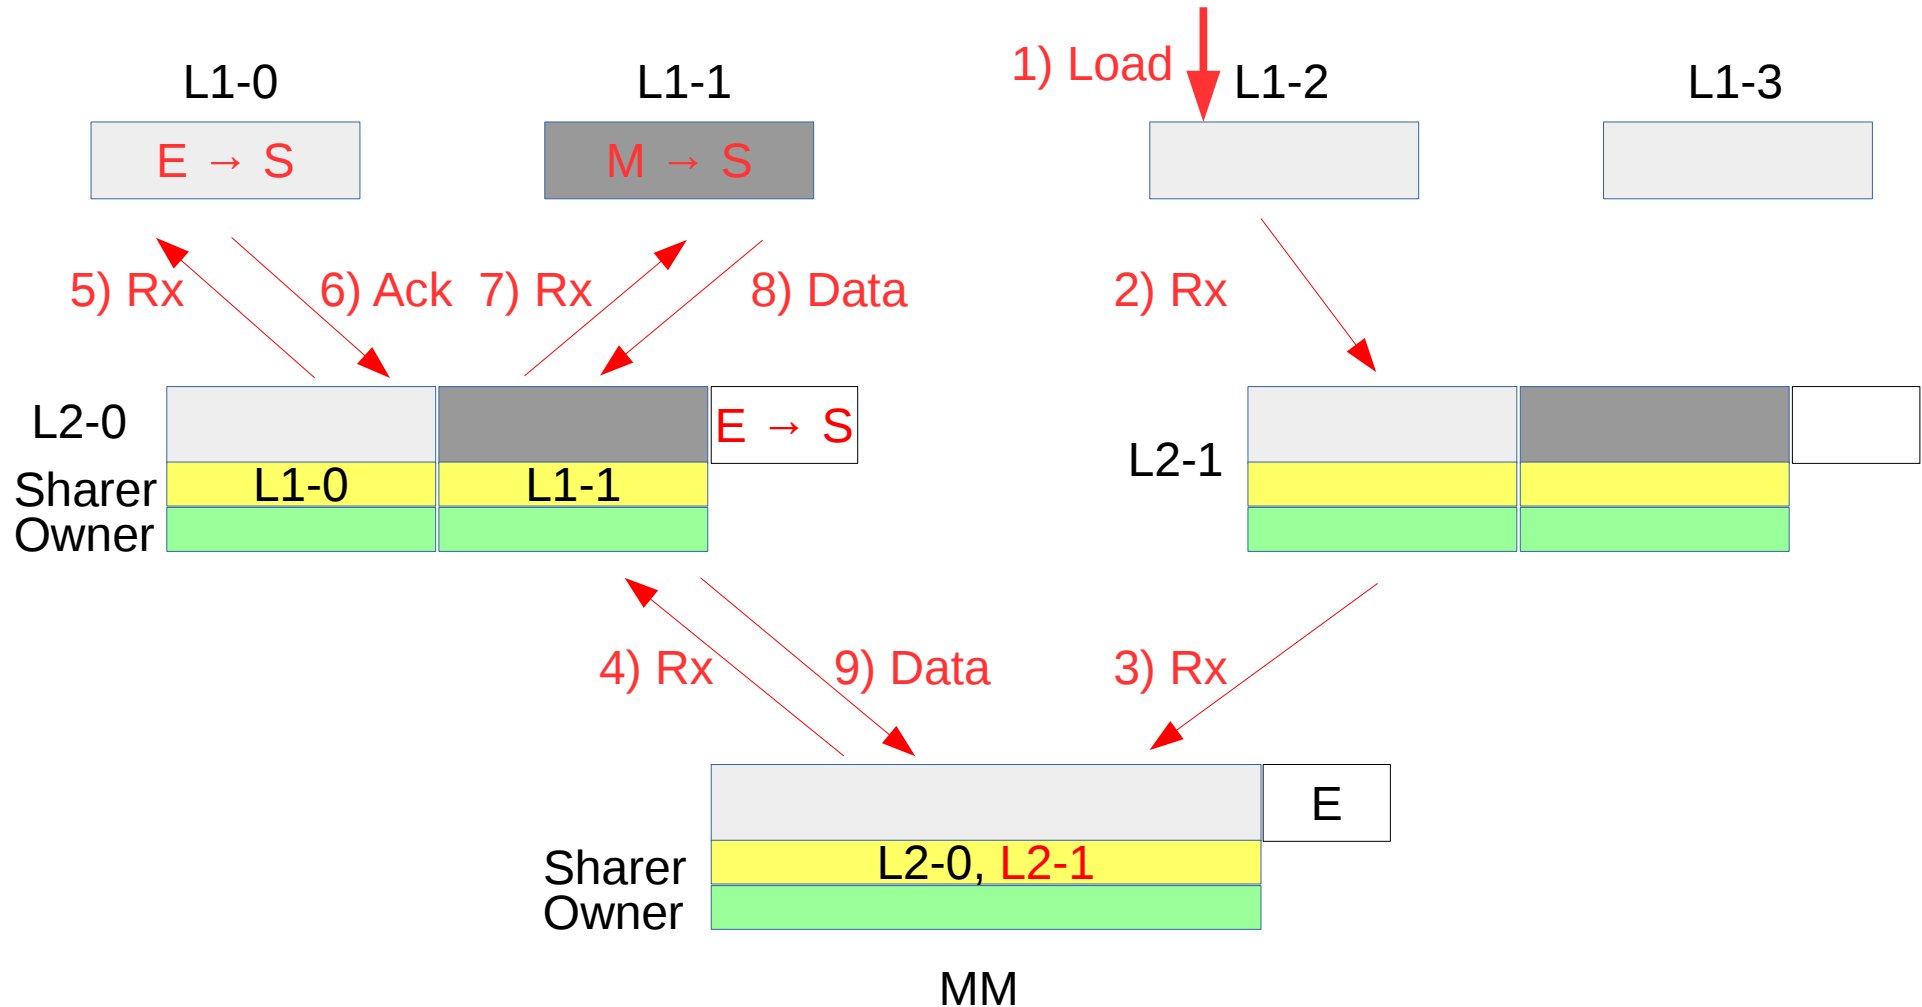 1) Load
L1-0
L1-1
L1-2
L1-3
E → S
M → S
5) Rx
6) Ack
7) Rx
8) Data
2) Rx
L2-0
E → S
L2-1
Sharer
L1-0
L1-1
Owner
4) Rx
9) Data
3) Rx
E
Sharer
L2-0, L2-1
Owner
MM